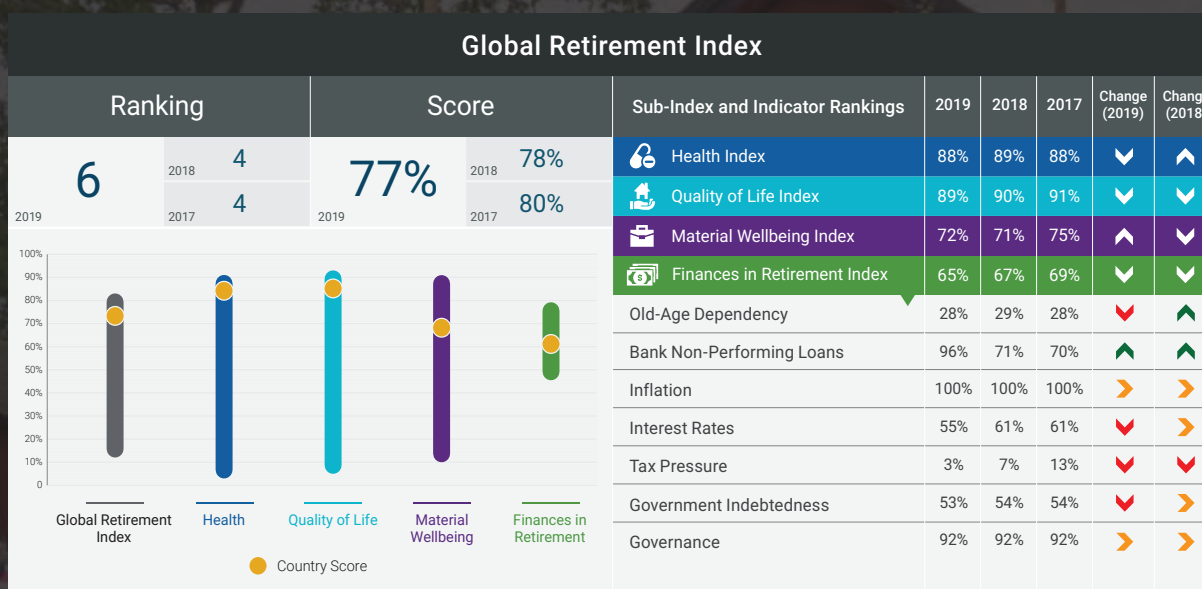 Global Retirement Index
Ranking
Score
6
2019
2018
4
2017
4
77%
2019
2018
78%
2017
80%
100%
90%
80%
70%
60%
50%
40%
30%
20%
10%
0
Global Retirement
Index
Health
Quality of Life
Material
Wellbeing
Finances in
Retirement
Country Score
Sub-Index and Indicator Rankings 2019 2018 2017 Change (2019) Chang (2018
Health Index 88% 89% 88%
Quality of Life Index 89% 90% 91%
Material Wellbeing Index 72% 71% 75%
$ Finances in Retirement Index 65% 67% 69%
Old-Age Dependency 28% 29% 28%
Bank Non-Performing Loans 96% 71% 70%
Inflation 100% 100% 100%
Interest Rates 55% 61% 61%
Tax Pressure 3% 7% 13%
Government Indebtedness 53% 54% 54%
Governance 92% 92% 92%